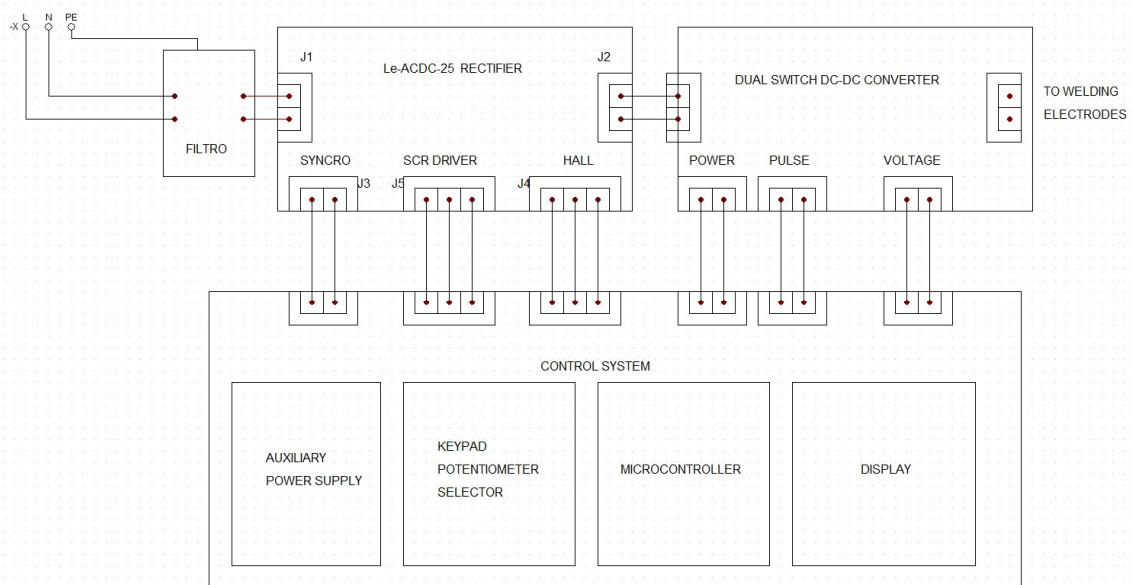 L N PE
-X
J1
Le-ACDC-25 RECTIFIER
J2
DUAL SWITCH DC-DC CONVERTER
TO WELDING
ELECTRODES
FILTRO
SYNCRO
SCR DRIVER
HALL
POWER
PULSE
VOLTAGE
J3
J5
J4
CONTROL SYSTEM
AUXILIARY
POWER SUPPLY
KEYPAD
POTENTIOMETER
SELECTOR
MICROCONTROLLER
DISPLAY